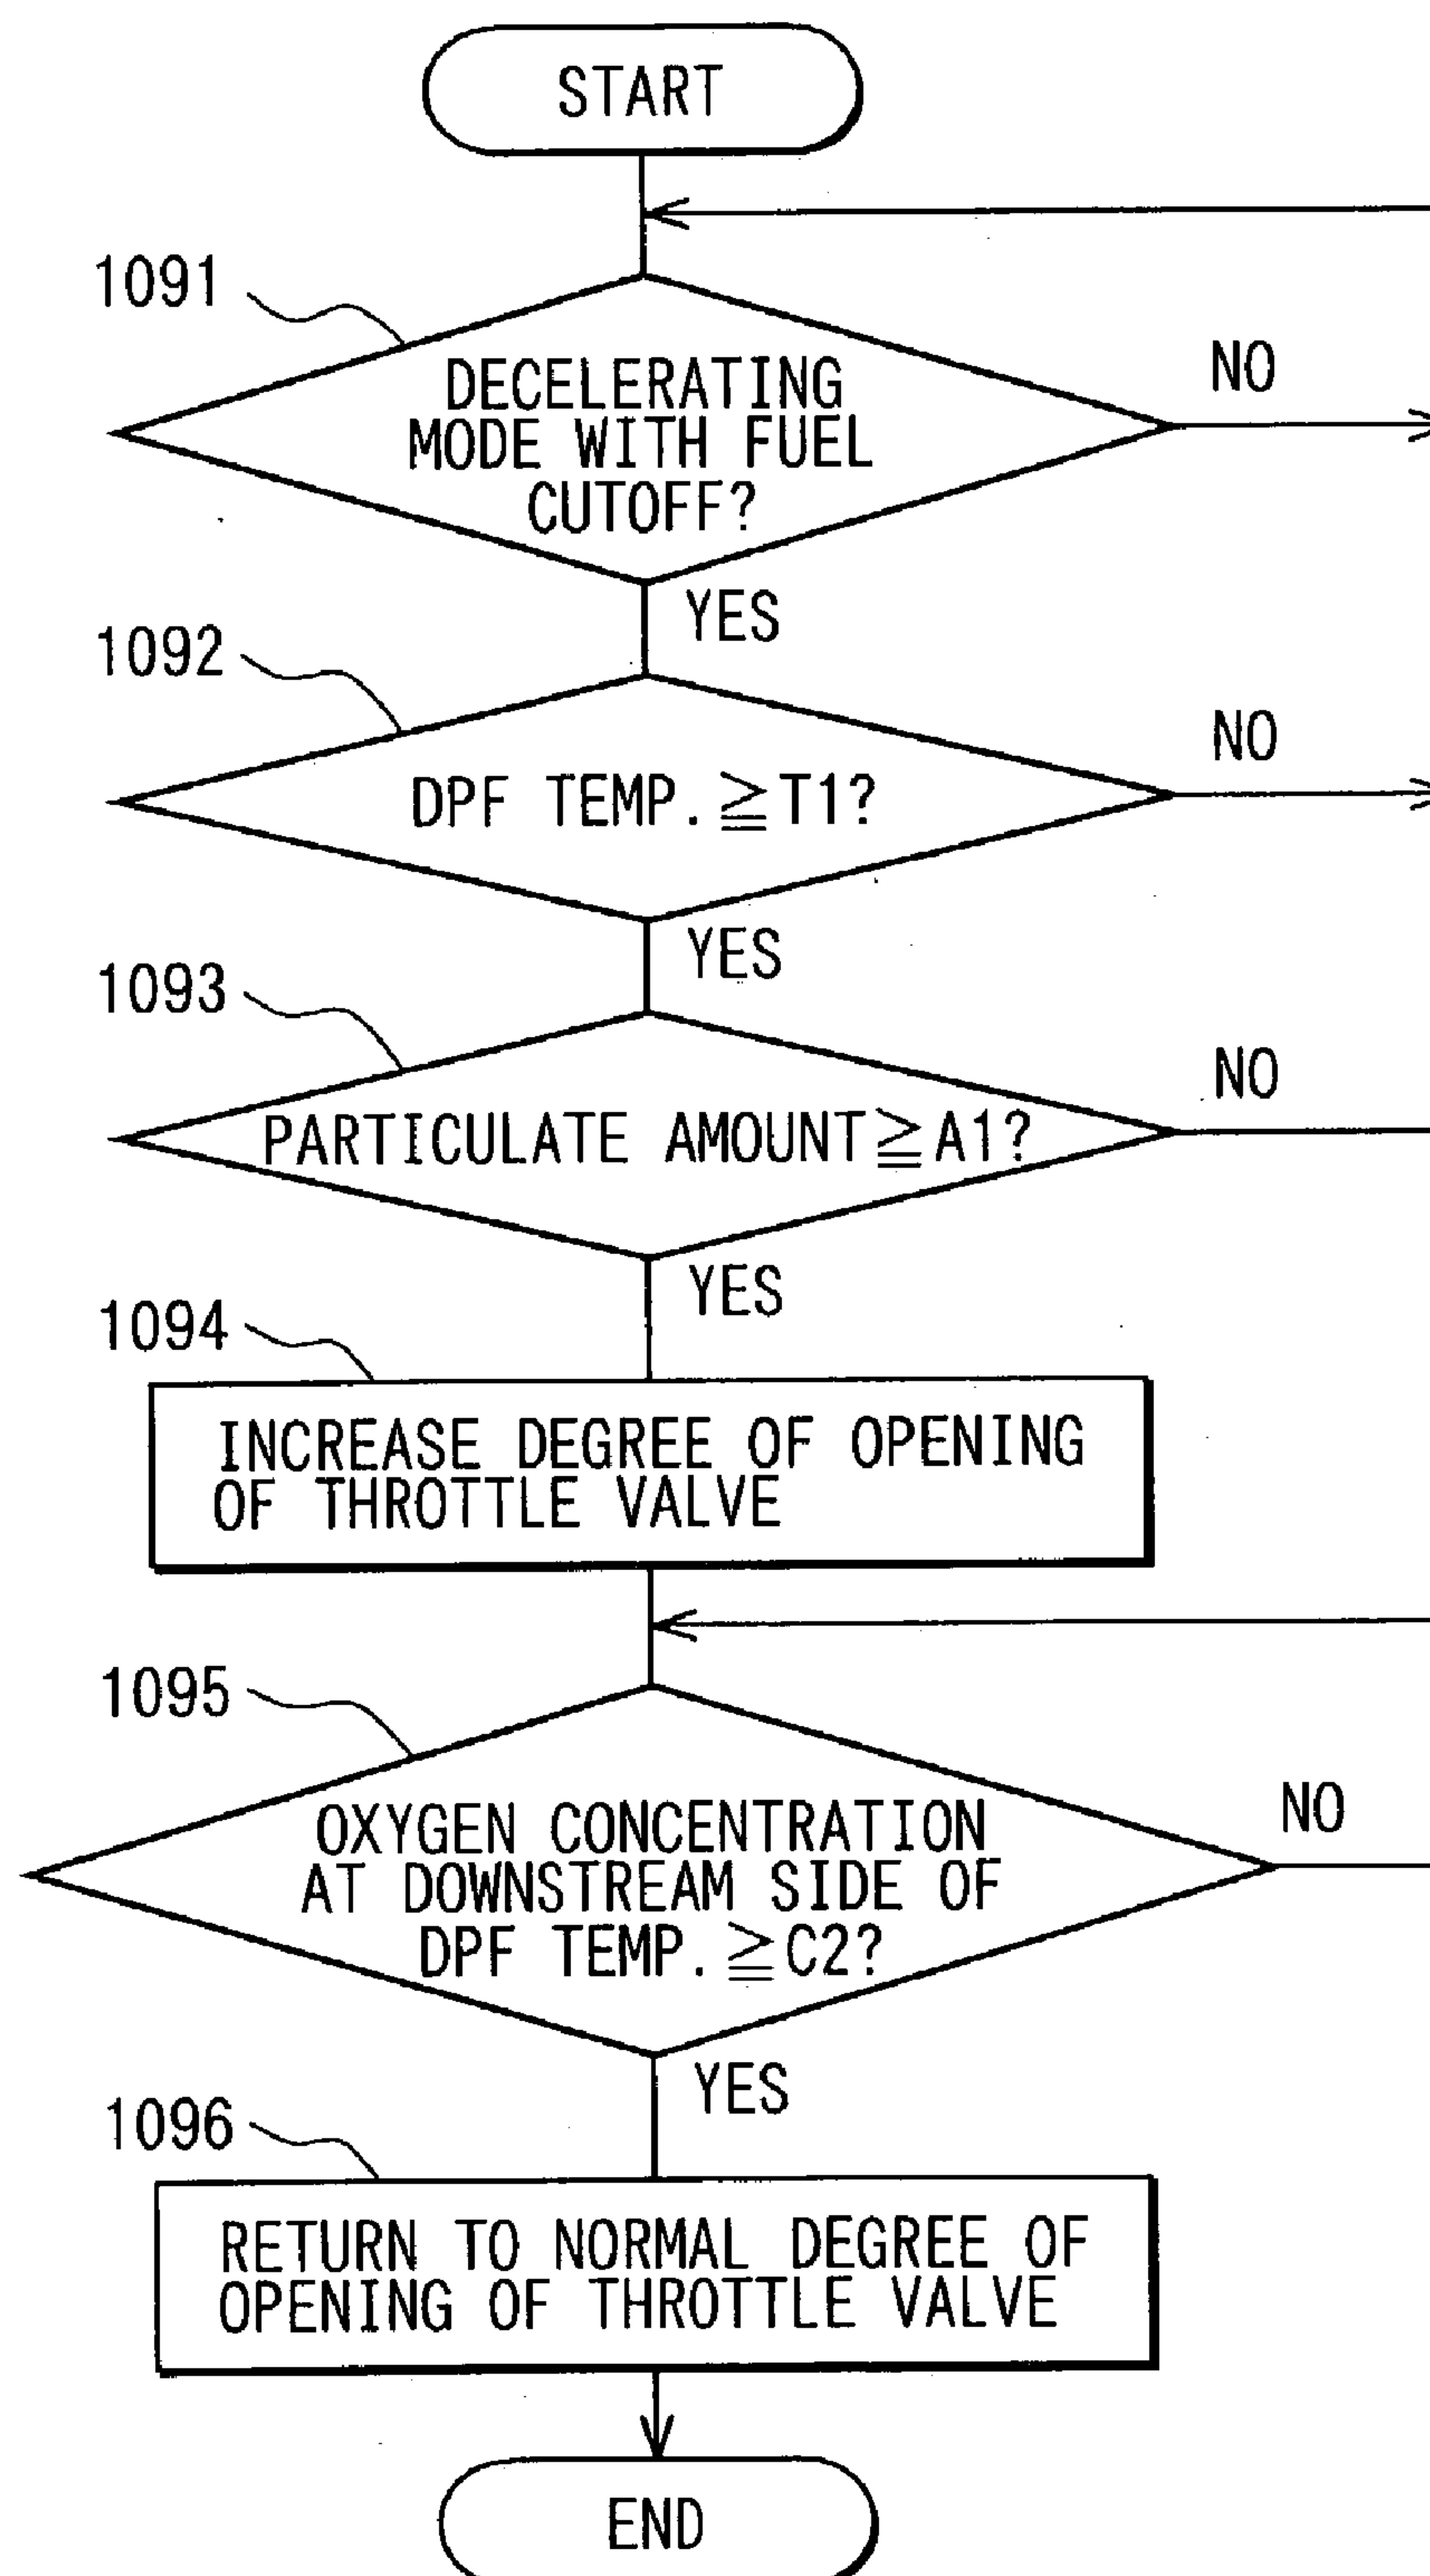 START
1091
DECELERATING
MODE WITH FUEL
CUTOFF?
NO
YES
1092
DPF TEMP.≧T1?
NO
YES
1093
PARTICULATE AMOUNT≧A1?
NO
YES
1094
INCREASE DEGREE OF OPENING
OF THROTTLE VALVE
1095
OXYGEN CONCENTRATION
AT DOWNSTREAM SIDE OF
DPF TEMP.≧C2?
NO
YES
1096
RETURN TO NORMAL DEGREE OF
OPENING OF THROTTLE VALVE
END